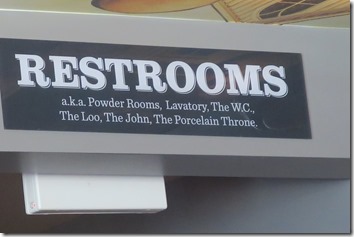 RESTROOMS
a.k.a. Powder Rooms, Lavatory, The W.C.,
The Loo, The John, The Porcelain Throne.